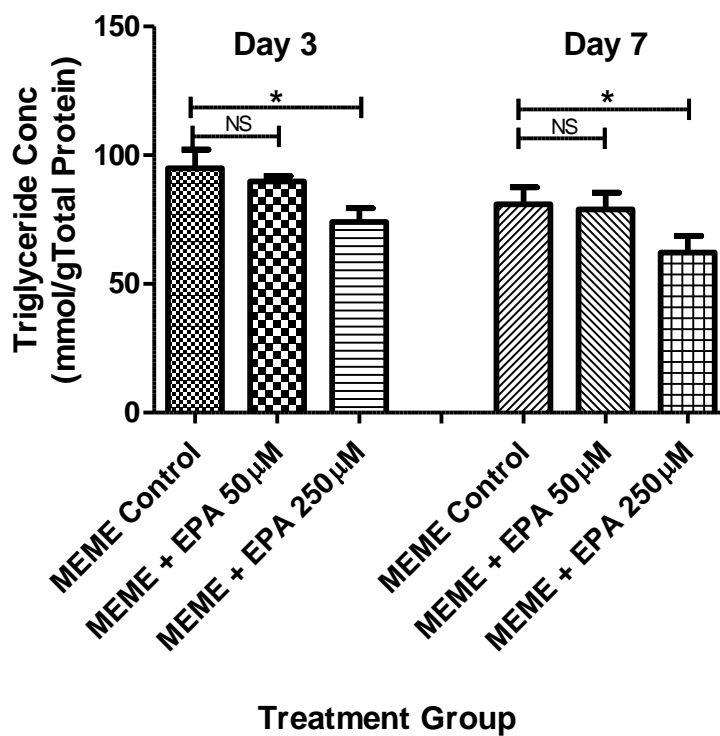 Day 3
Day 7
*
NS
*
NS
150
100
50
0
Triglyceride Conc
(mmol/gTotal Protein)
MEME Control
MEME + EPA 50µM
MEME + EPA 250µM
MEME Control
MEME + EPA 50µM
MEME + EPA 250µM
Treatment Group